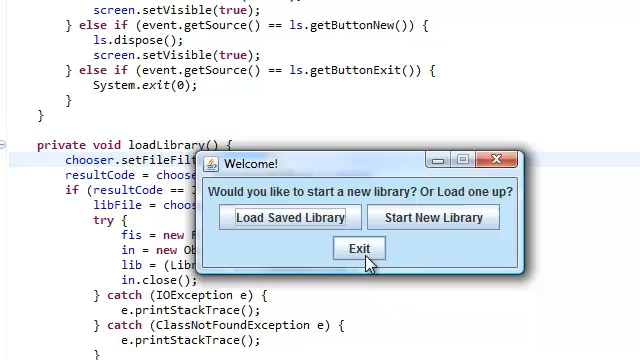 screen.setVisible(true);
} else if (event.getSource() == ls.getButtonNew()) {
ls.dispose();
screen.setVisible(true);
} else if (event.getSource() == ls.getButtonExit()) {
System.exit(0);
}
}
private void loadLibrary() {
chooser.setFileFilt
resultCode = choose
if (resultCode ==
libFile = choos
try {
fis = new
in = new Ob
lib = (Libr
in.close();
} catch (IOException e) {
e.printStackTrace();
} catch (ClassNotFoundException e) {
e.printStackTrace();
}
Welcome!
Would you like to start a new library? Or Load one up?
Load Saved Library
Start New Library
Exit